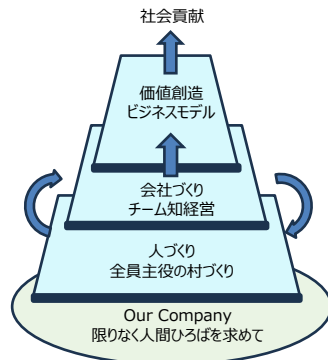 社会貢献
価値創造
ビジネスモデル
会社づくり
チーム知経営
人づくり
全員主役の村づくり
Our Company
限りなく人間ひろばを求めて